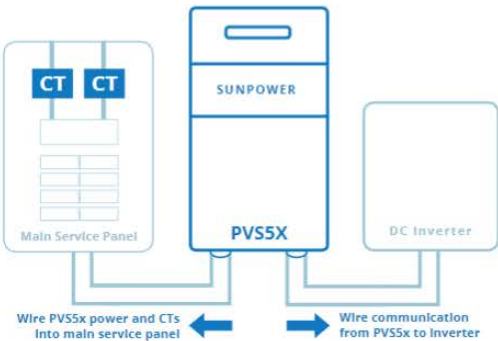 CT CT
SUNPOWER
Main Service Panel
PVS5X
DC Inverter
Wire PVS5x power and CTs
into main service panel
Wire communication
from PVS5x to Inverter